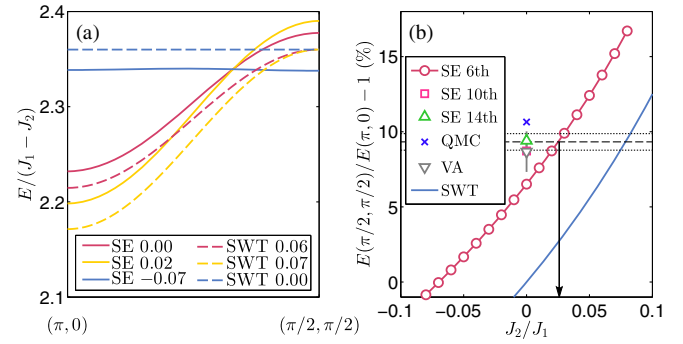 (a)
E/(J₁ − J₂)
2.4
2.3
2.2
2.1
SE 0.00
SE 0.02
SE −0.07
SWT 0.06
SWT 0.07
SWT 0.00
(π, 0)
(π/2, π/2)
(b)
E(π/2, π/2)/E(π, 0) − 1 (%)
15
10
5
0
SE 6th
SE 10th
SE 14th
QMC
VA
SWT
−0.1
−0.05
0
0.05
0.1
J₂/J₁